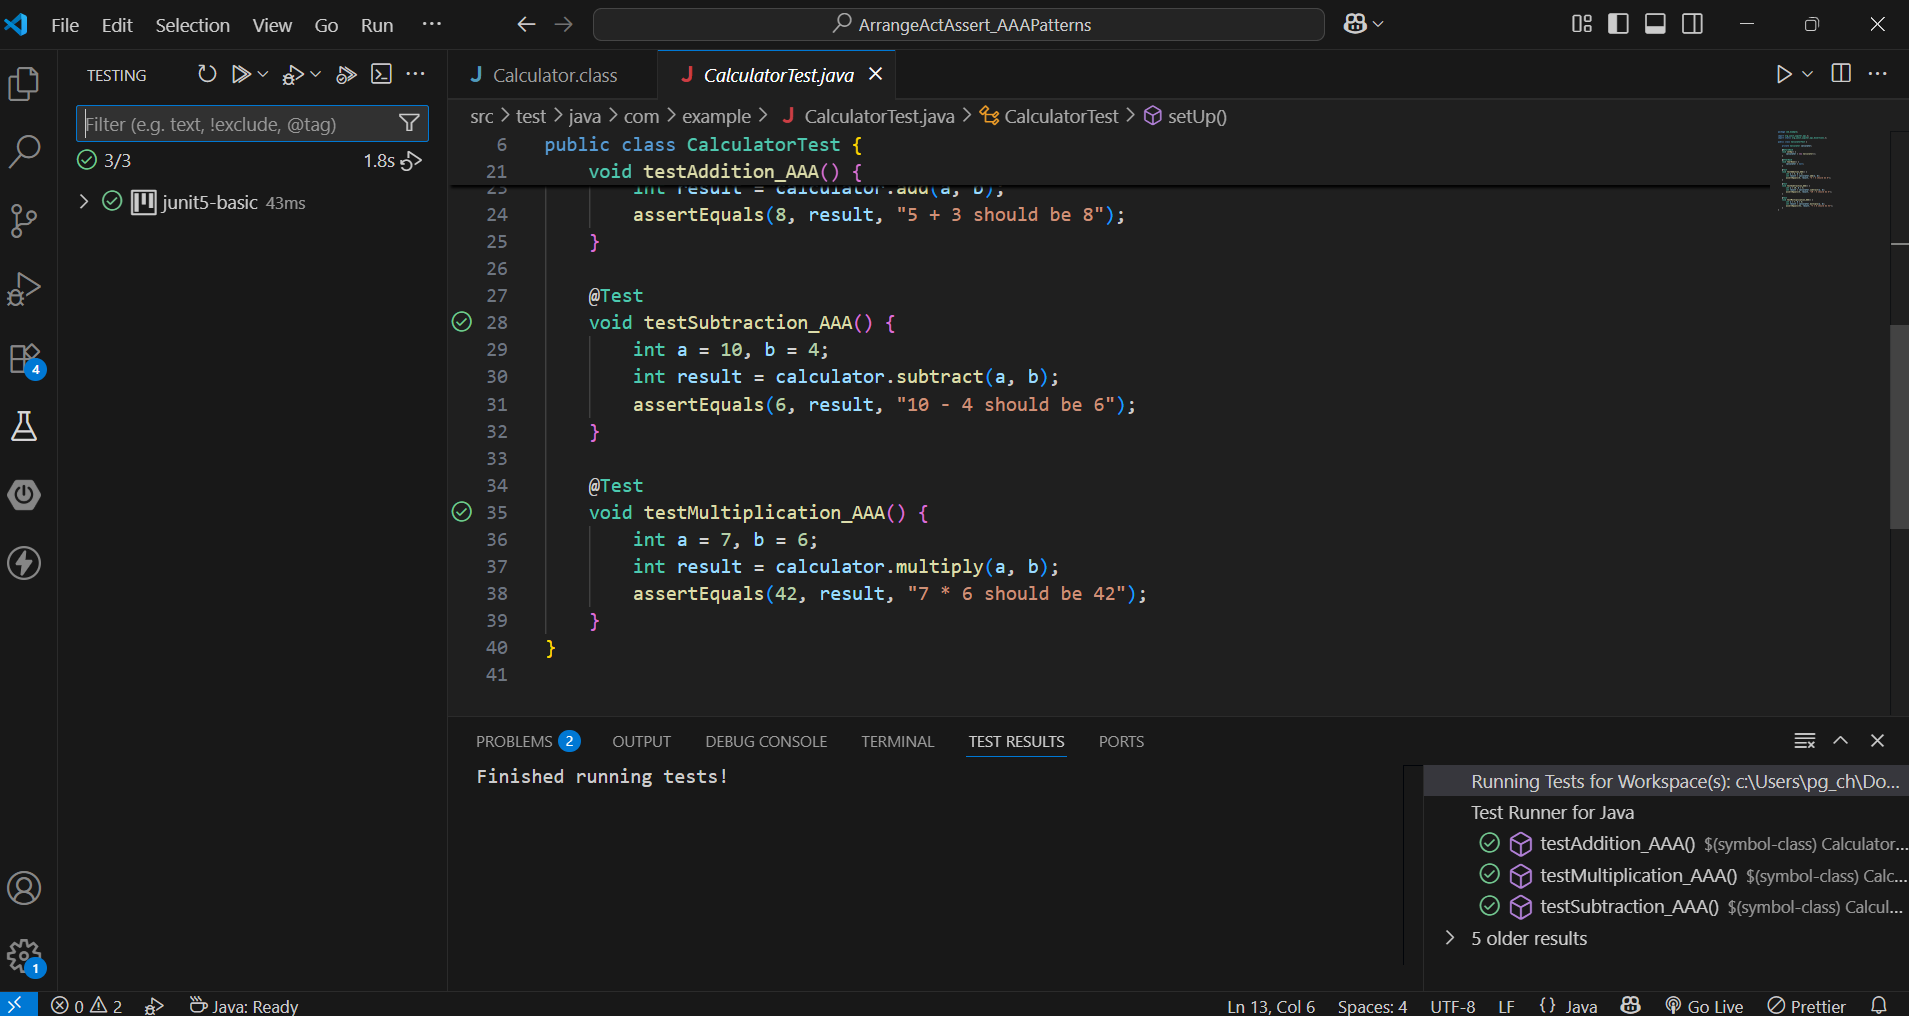 File Edit Selection View Go Run ··· ArrangeActAssert_AAAPatterns
TESTING
Filter (e.g. text, !exclude, @tag)
3/3 1.8s
junit5-basic 43ms
J Calculator.class J CalculatorTest.java
src > test > java > com > example > J CalculatorTest.java > CalculatorTest > setUp()
6 public class CalculatorTest {
21 void testAddition_AAA() {
23 int result = calculator.add(a, b);
24 assertEquals(8, result, "5 + 3 should be 8");
25 }
26
27 @Test
28 void testSubtraction_AAA() {
29 int a = 10, b = 4;
30 int result = calculator.subtract(a, b);
31 assertEquals(6, result, "10 - 4 should be 6");
32 }
33
34 @Test
35 void testMultiplication_AAA() {
36 int a = 7, b = 6;
37 int result = calculator.multiply(a, b);
38 assertEquals(42, result, "7 * 6 should be 42");
39 }
40 }
41
4
1
PROBLEMS 2 OUTPUT DEBUG CONSOLE TERMINAL TEST RESULTS PORTS
Finished running tests!
Running Tests for Workspace(s): c:\Users\pg_ch\Do...
Test Runner for Java
testAddition_AAA() $(symbol-class) Calculator...
testMultiplication_AAA() $(symbol-class) Calc...
testSubtraction_AAA() $(symbol-class) Calcul...
5 older results
0 2 Java: Ready Ln 13, Col 6 Spaces: 4 UTF-8 LF {} Java Go Live Prettier